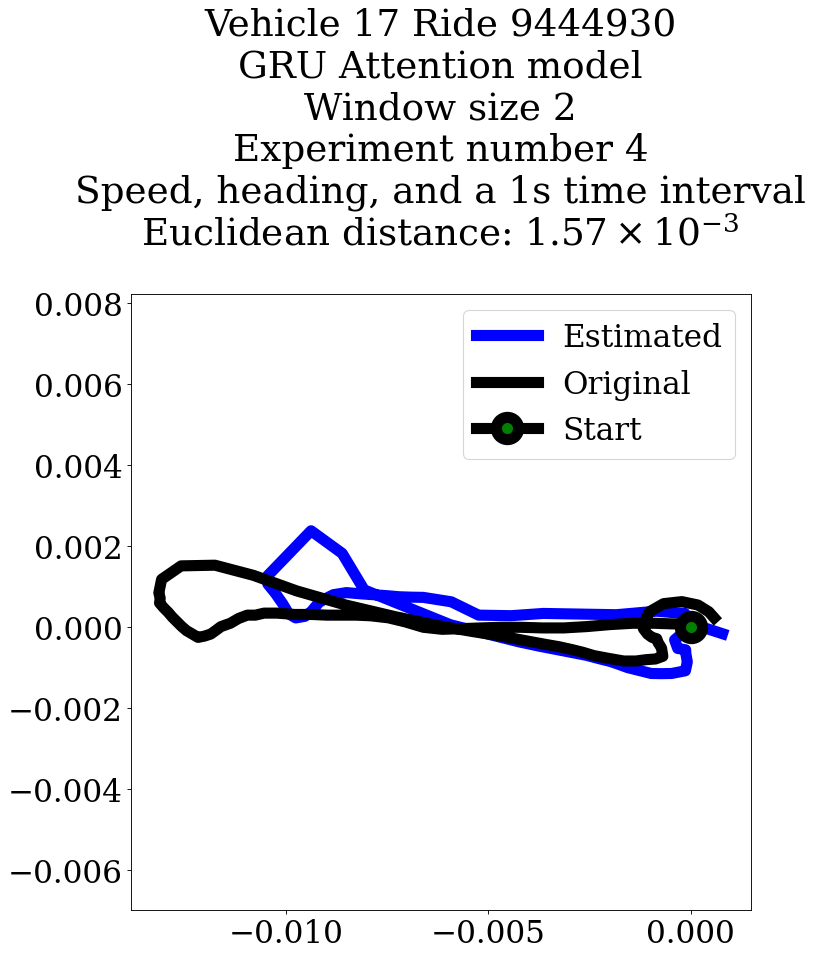 Vehicle 17 Ride 9444930
GRU Attention model
Window size 2
Experiment number 4
Speed, heading, and a 1s time interval
Euclidean distance: 1.57 × 10⁻³
0.008
0.006
0.004
0.002
0.000
−0.002
−0.004
−0.006
Estimated
Original
Start
−0.010
−0.005
0.000